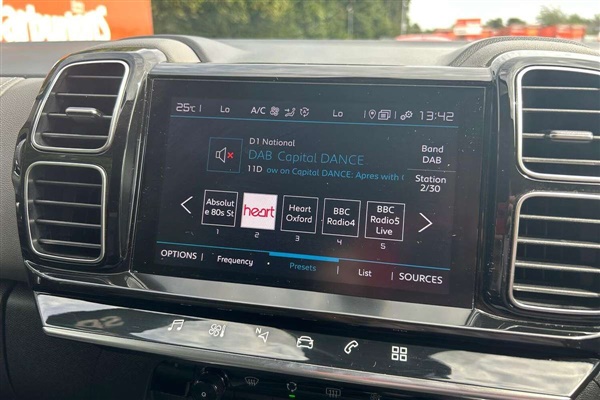 25°C Lo A/C Lo 13:42
D1 National
DAB Capital DANCE
11D ow on Capital DANCE: Apres with
Band
DAB
Station
2/30
Absolut
e 80s St
heart
Heart
Oxford
BBC
Radio4
BBC
Radio5
Live
1 2 3 4 5
OPTIONS Frequency Presets List SOURCES
N